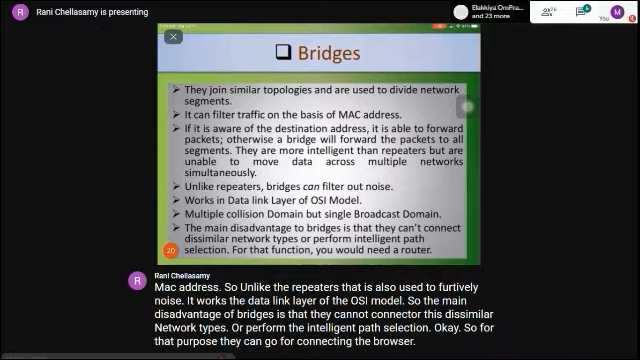 R Rani Chellasamy is presenting
Elakkiya OmPra...
and 23 more
76
You
M
Bridges
They join similar topologies and are used to divide network
segments.
It can filter traffic on the basis of MAC address.
If it is aware of the destination address, it is able to forward
packets; otherwise a bridge will forward the packets to all
segments. They are more intelligent than repeaters but are
unable to move data across multiple networks
simultaneously.
Unlike repeaters, bridges can filter out noise.
Works in Data link Layer of OSI Model.
Multiple collision Domain but single Broadcast Domain.
The main disadvantage to bridges is that they can't connect
dissimilar network types or perform intelligent path
selection. For that function, you would need a router.
20
R Rani Chellasamy
Mac address. So Unlike the repeaters that is also used to furtively
noise. It works the data link layer of the OSI model. So the main
disadvantage of bridges is that they cannot connector this dissimilar
Network types. Or perform the intelligent path selection. Okay. So for
that purpose they can go for connecting the browser.